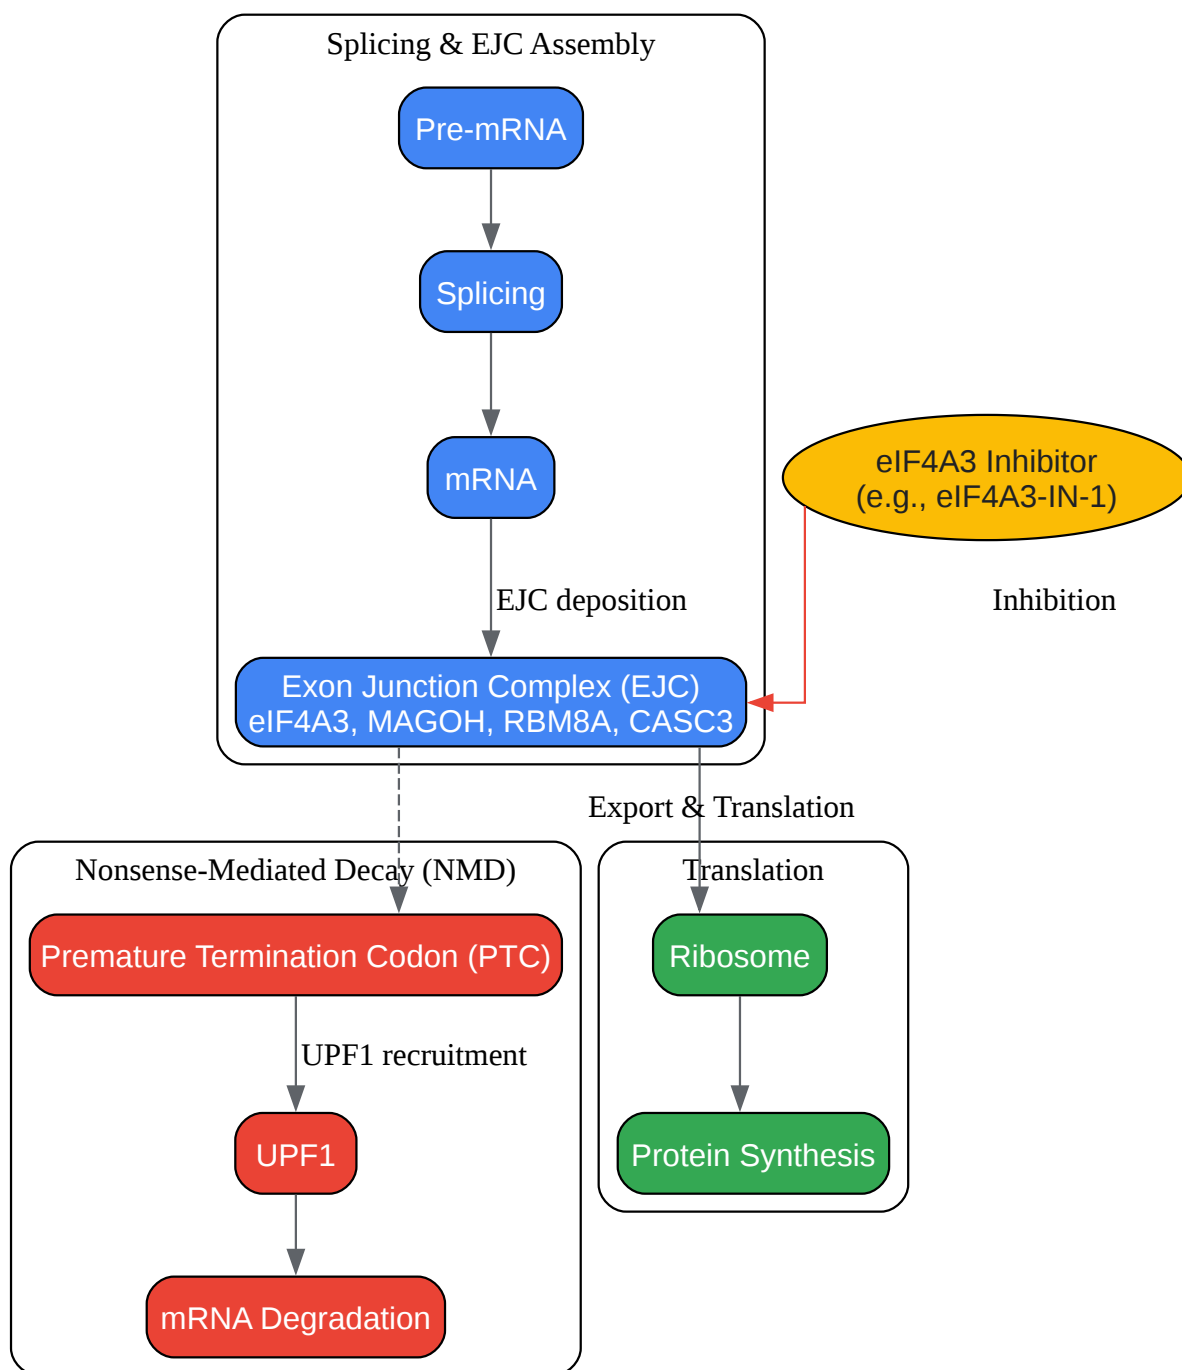 Splicing & EJC Assembly
Pre-mRNA
Splicing
mRNA
eIF4A3 Inhibitor
(e.g., eIF4A3-IN-1)
EJC deposition
Inhibition
Exon Junction Complex (EJC)
eIF4A3, MAGOH, RBM8A, CASC3
Export & Translation
Nonsense-Mediated Decay (NMD)
Translation
Premature Termination Codon (PTC)
Ribosome
UPF1 recruitment
UPF1
Protein Synthesis
mRNA Degradation